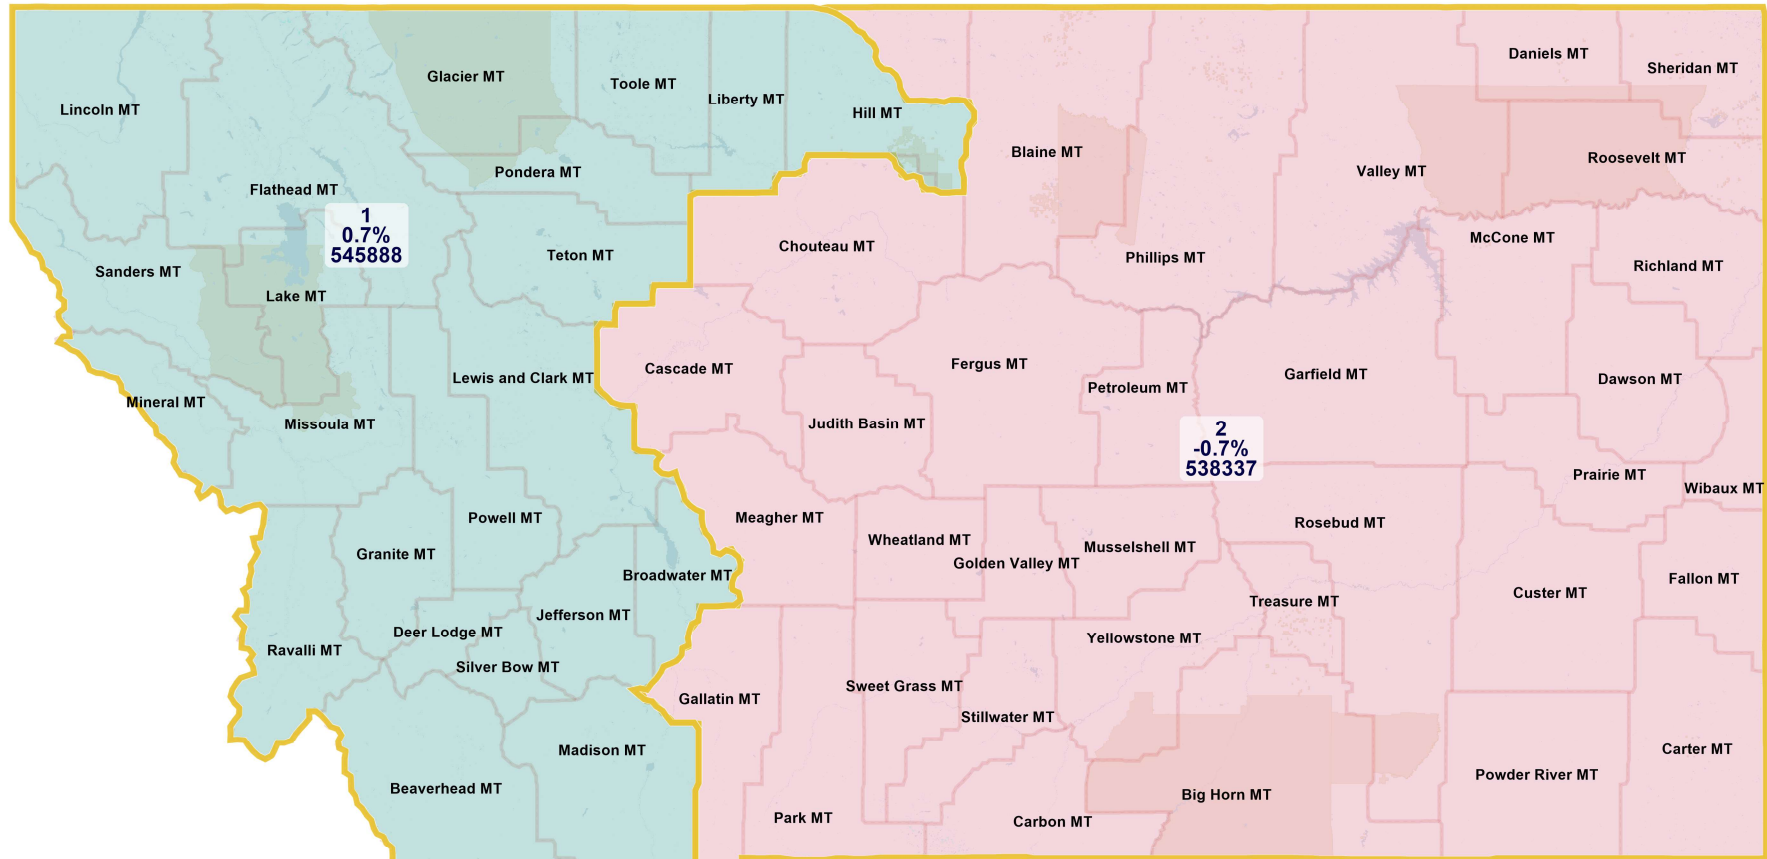 Daniels MT
Sheridan MT
Glacier MT
Toole MT
Liberty MT
Lincoln MT
Hill MT
Blaine MT
Roosevelt MT
Valley MT
Pondera MT
Flathead MT
1
0.7%
545888
McCone MT
Chouteau MT
Teton MT
Phillips MT
Richland MT
Sanders MT
Lake MT
Fergus MT
Cascade MT
Garfield MT
Lewis and Clark MT
Dawson MT
Petroleum MT
Mineral MT
Missoula MT
Judith Basin MT
2
-0.7%
538337
Prairie MT
Wibaux MT
Powell MT
Meagher MT
Rosebud MT
Wheatland MT
Musselshell MT
Granite MT
Golden Valley MT
Broadwater MT
Fallon MT
Custer MT
Treasure MT
Jefferson MT
Deer Lodge MT
Yellowstone MT
Ravalli MT
Silver Bow MT
Sweet Grass MT
Gallatin MT
Stillwater MT
Madison MT
Carter MT
Powder River MT
Beaverhead MT
Big Horn MT
Park MT
Carbon MT